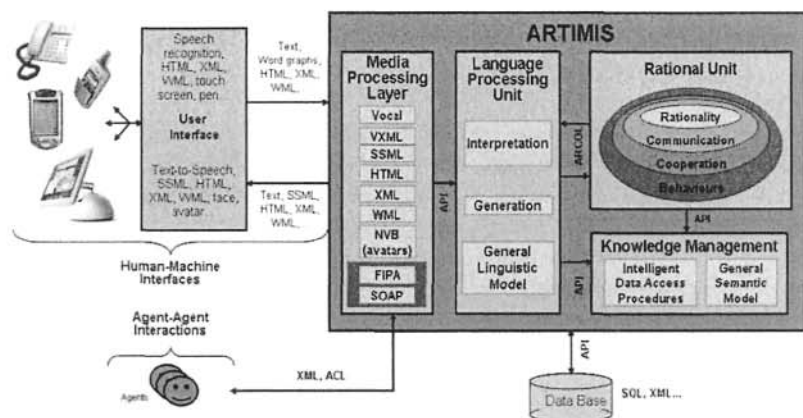 ARTIMIS
Speech
recognition,
HTML, XML,
WML, touch
screen, pen...
User
Interface
Text-to-Speech,
SSML, HTML,
XML, WML, face,
avatar...
Text,
Word graphs,
HTML, XML,
WML,
Text, SSML,
HTML, XML,
WML,
Human-Machine
Interfaces
Agent-Agent
Interactions
Agents
XML, ACL
Media
Processing
Layer
Vocal
VXML
SSML
HTML
XML
WML
NVB
(avatars)
FIPA
SOAP
API
Language
Processing
Unit
Interpretation
Generation
General
Linguistic
Model
ARCOL
API
Rational Unit
Rationality
Communication
Cooperation
Behaviours
API
Knowledge Management
Intelligent
Data Access
Procedures
General
Semantic
Model
API
Data Base
SQL, XML...